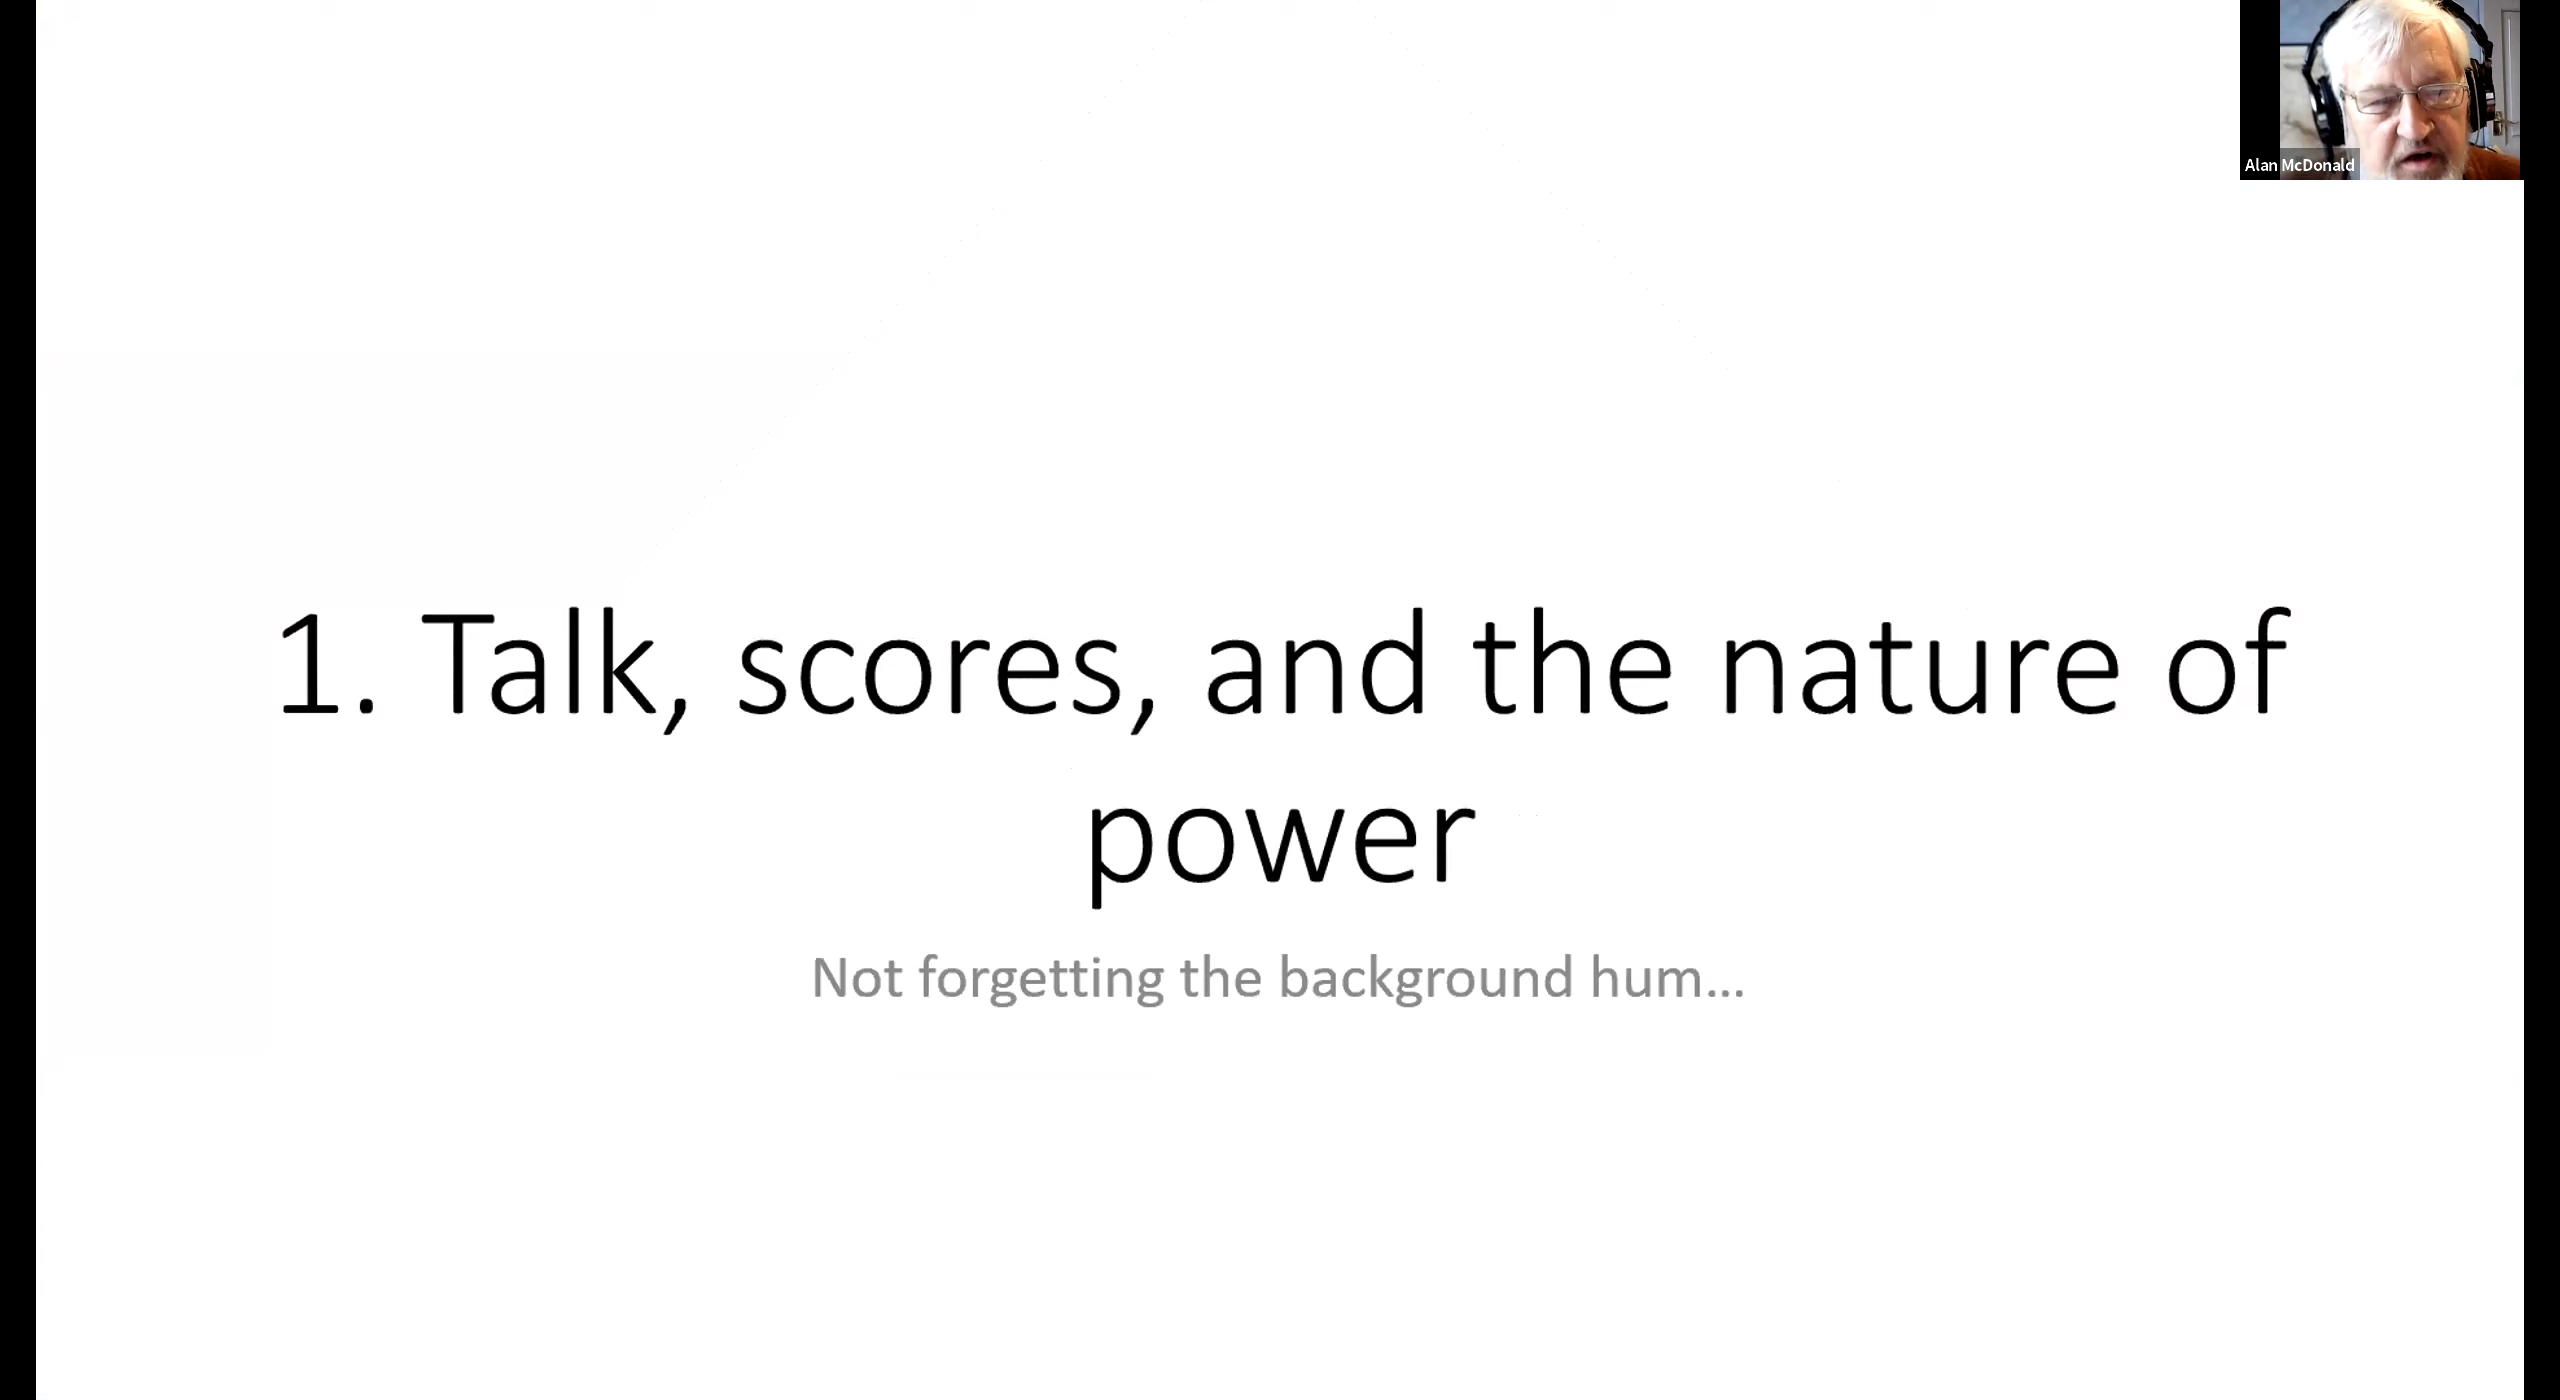 Alan McDonald
1. Talk, scores, and the nature of
power
Not forgetting the background hum...